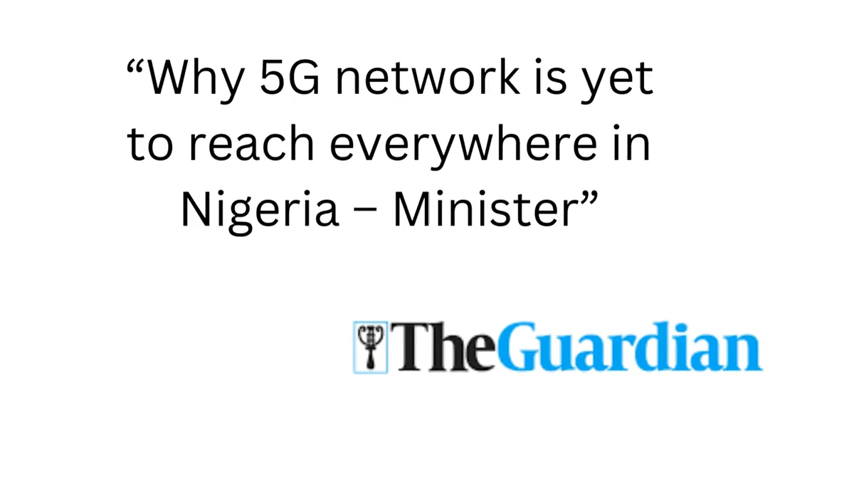 “Why 5G network is yet
to reach everywhere in
Nigeria – Minister”
TheGuardian